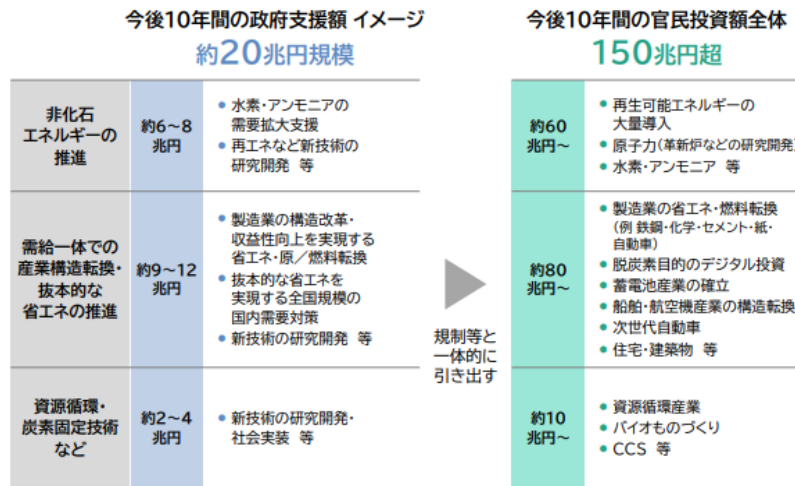 今後10年間の政府支援額 イメージ
約20兆円規模
今後10年間の官民投資額全体
150兆円超
非化石
エネルギーの
推進
約6~8
兆円
• 水素・アンモニアの
需要拡大支援
• 再エネなど新技術の
研究開発 等
約60
兆円~
• 再生可能エネルギーの
大量導入
• 原子力(革新炉などの研究開発)
• 水素・アンモニア 等
需給一体での
産業構造転換・
抜本的な
省エネの推進
約9~12
兆円
• 製造業の構造改革・
収益性向上を実現する
省エネ・原/燃料転換
• 抜本的な省エネを
実現する全国規模の
国内需要対策
• 新技術の研究開発 等
規制等と
一体的に
引き出す
約80
兆円~
• 製造業の省エネ・燃料転換
(例 鉄鋼・化学・セメント・紙・
自動車)
• 脱炭素目的のデジタル投資
• 蓄電池産業の確立
• 船舶・航空機産業の構造転換
• 次世代自動車
• 住宅・建築物 等
資源循環・
炭素固定技術
など
約2~4
兆円
• 新技術の研究開発・
社会実装 等
約10
兆円~
• 資源循環産業
• バイオものづくり
• CCS 等